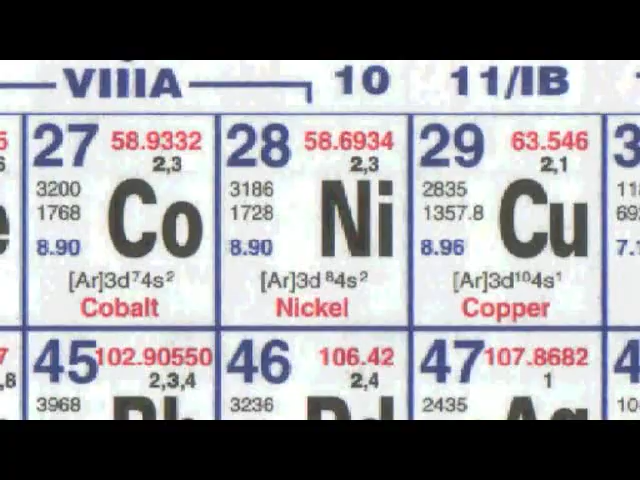 VIIIA 10 11/IB
27 58.9332 28 58.6934 29 63.546
2,3 2,3 2,1
3200 Co 3186 Ni 2835 Cu
1768 1728 1357.8
8.90 8.90 8.96
[Ar]3d⁷4s² [Ar]3d⁸4s² [Ar]3d¹⁰4s¹
Cobalt Nickel Copper
45 102.90550 46 106.42 47 107.8682
2,3,4 2,4 1
3968 Rh 3236 Pd 2435 Ag